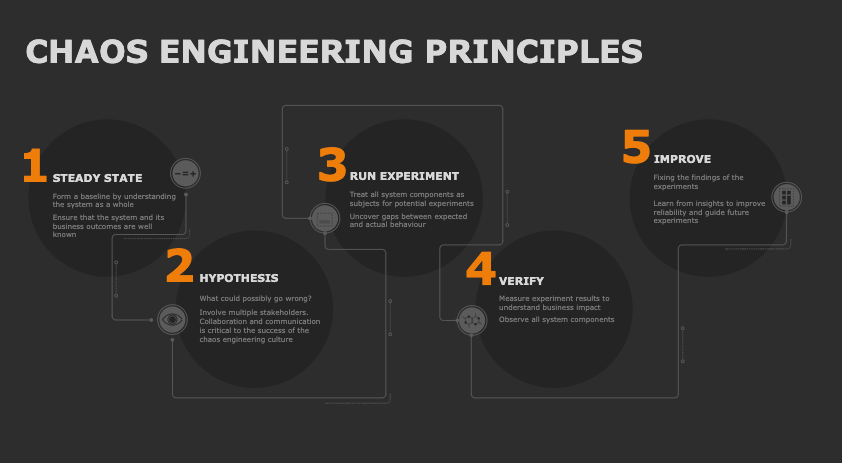 CHAOS ENGINEERING PRINCIPLES
1
STEADY STATE
Form a baseline by understanding
the system as a whole
Ensure that the system and its
business outcomes are well
known
2
HYPOTHESIS
What could possibly go wrong?
Involve multiple stakeholders.
Collaboration and communication
is critical to the success of the
chaos engineering culture
3
RUN EXPERIMENT
Treat all system components as
subjects for potential experiments
Uncover gaps between expected
and actual behaviour
4
VERIFY
Measure experiment results to
understand business impact
Observe all system components
5
IMPROVE
Fixing the findings of the
experiments
Learn from insights to improve
reliability and guide future
experiments